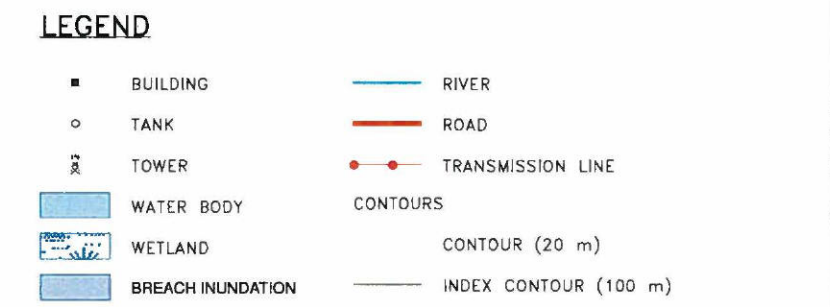 LEGEND
BUILDING
TANK
TOWER
WATER BODY
WETLAND
BREACH INUNDATION
RIVER
ROAD
TRANSMISSION LINE
CONTOURS
CONTOUR (20 m)
INDEX CONTOUR (100 m)